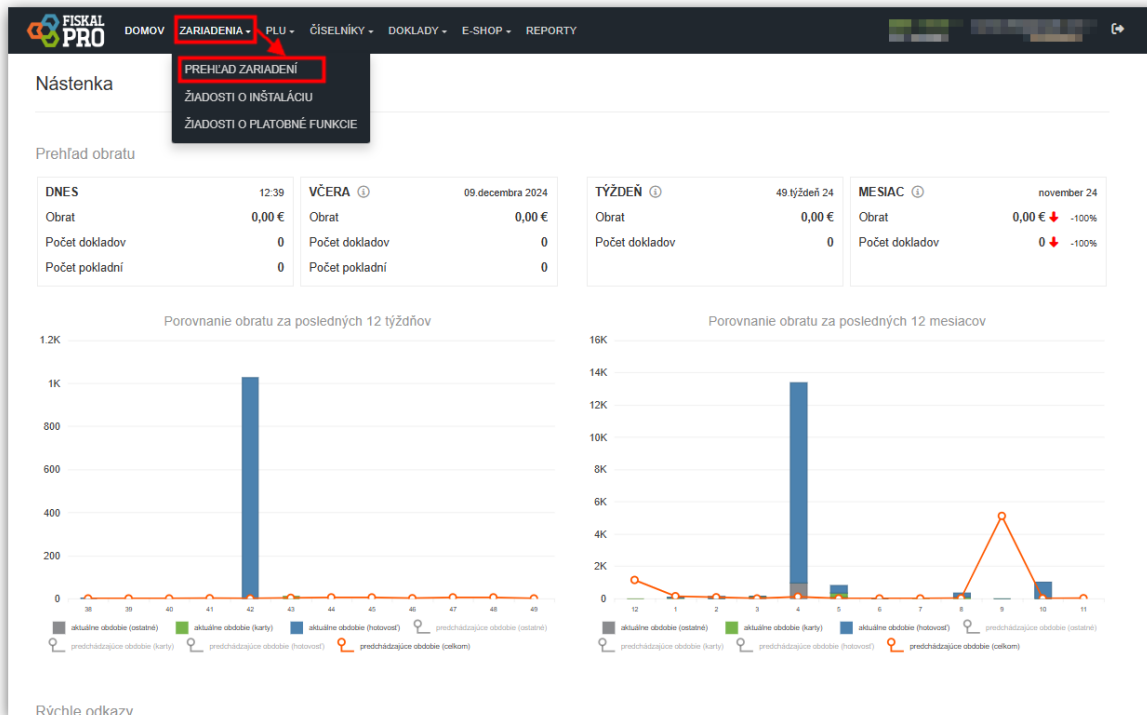 FISKAL PRO
DOMOV ZARIADENIA PLU ČÍSELNÍKY DOKLADY E-SHOP REPORTY
PREHĽAD ZARIADENÍ
ŽIADOSTI O INŠTALÁCIU
ŽIADOSTI O PLATOBNÉ FUNKCIE
Nástenka
Prehľad obratu
DNES 12:39
Obrat 0,00 €
Počet dokladov 0
Počet pokladní 0
VČERA 09.decembra 2024
Obrat 0,00 €
Počet dokladov 0
Počet pokladní 0
TÝŽDEŇ 49.týždeň 24
Obrat 0,00 €
Počet dokladov 0
MESIAC november 24
Obrat 0,00 € -100%
Počet dokladov 0 -100%
Porovnanie obratu za posledných 12 týždňov
1.2K
1K
800
600
400
200
0
38 39 40 41 42 43 44 45 46 47 48 49
aktuálne obdobie (ostatné) aktuálne obdobie (karty) aktuálne obdobie (hotovosť) predchádzajúce obdobie (ostatné)
predchádzajúce obdobie (karty) predchádzajúce obdobie (hotovosť) predchádzajúce obdobie (celkom)
Porovnanie obratu za posledných 12 mesiacov
16K
14K
12K
10K
8K
6K
4K
2K
0
12 1 2 3 4 5 6 7 8 9 10 11
aktuálne obdobie (ostatné) aktuálne obdobie (karty) aktuálne obdobie (hotovosť) predchádzajúce obdobie (ostatné)
predchádzajúce obdobie (karty) predchádzajúce obdobie (hotovosť) predchádzajúce obdobie (celkom)
Rýchle odkazy